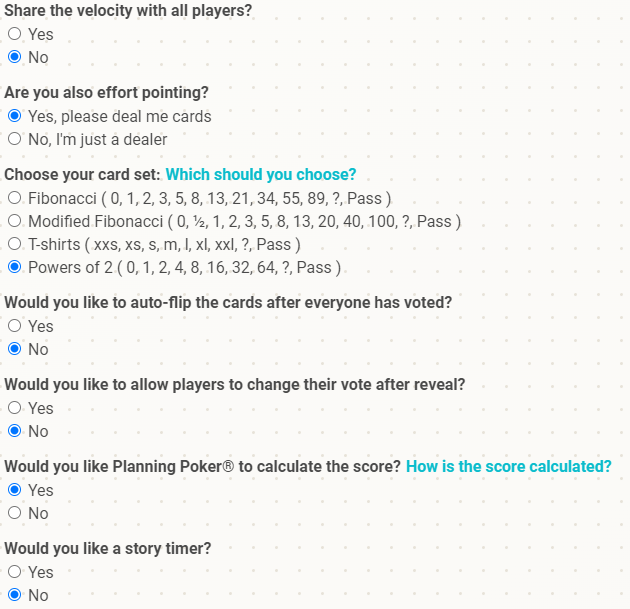 Share the velocity with all players?
Yes
No
Are you also effort pointing?
Yes, please deal me cards
No, I'm just a dealer
Choose your card set: Which should you choose?
Fibonacci ( 0, 1, 2, 3, 5, 8, 13, 21, 34, 55, 89, ?, Pass )
Modified Fibonacci ( 0, ½, 1, 2, 3, 5, 8, 13, 20, 40, 100, ?, Pass )
T-shirts ( xxs, xs, s, m, l, xl, xxl, ?, Pass )
Powers of 2 ( 0, 1, 2, 4, 8, 16, 32, 64, ?, Pass )
Would you like to auto-flip the cards after everyone has voted?
Yes
No
Would you like to allow players to change their vote after reveal?
Yes
No
Would you like Planning Poker® to calculate the score? How is the score calculated?
Yes
No
Would you like a story timer?
Yes
No